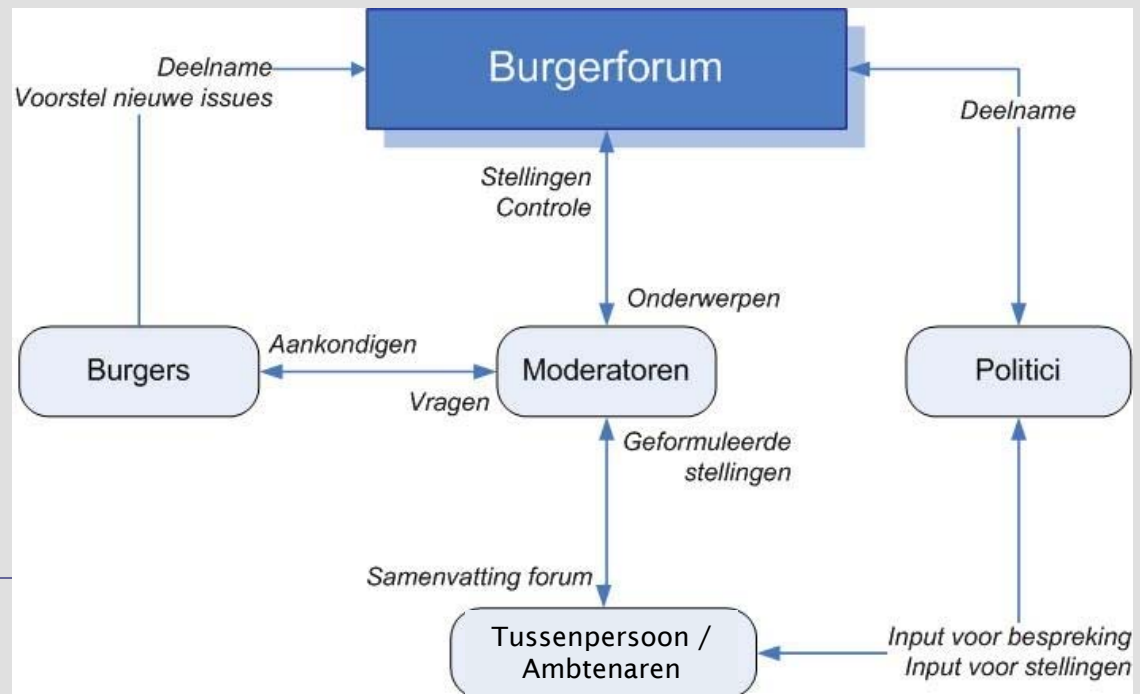 Burgerforum
Deelname
Voorstel nieuwe issues
Deelname
Stellingen
Controle
Onderwerpen
Burgers
Aankondigen
Vragen
Moderatoren
Politici
Geformuleerde
stellingen
Samenvatting forum
Tussenpersoon /
Ambtenaren
Input voor bespreking
Input voor stellingen